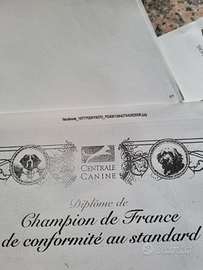 CENTRALE
CANINE
Diplôme de
Champion de France
de conformité au standard